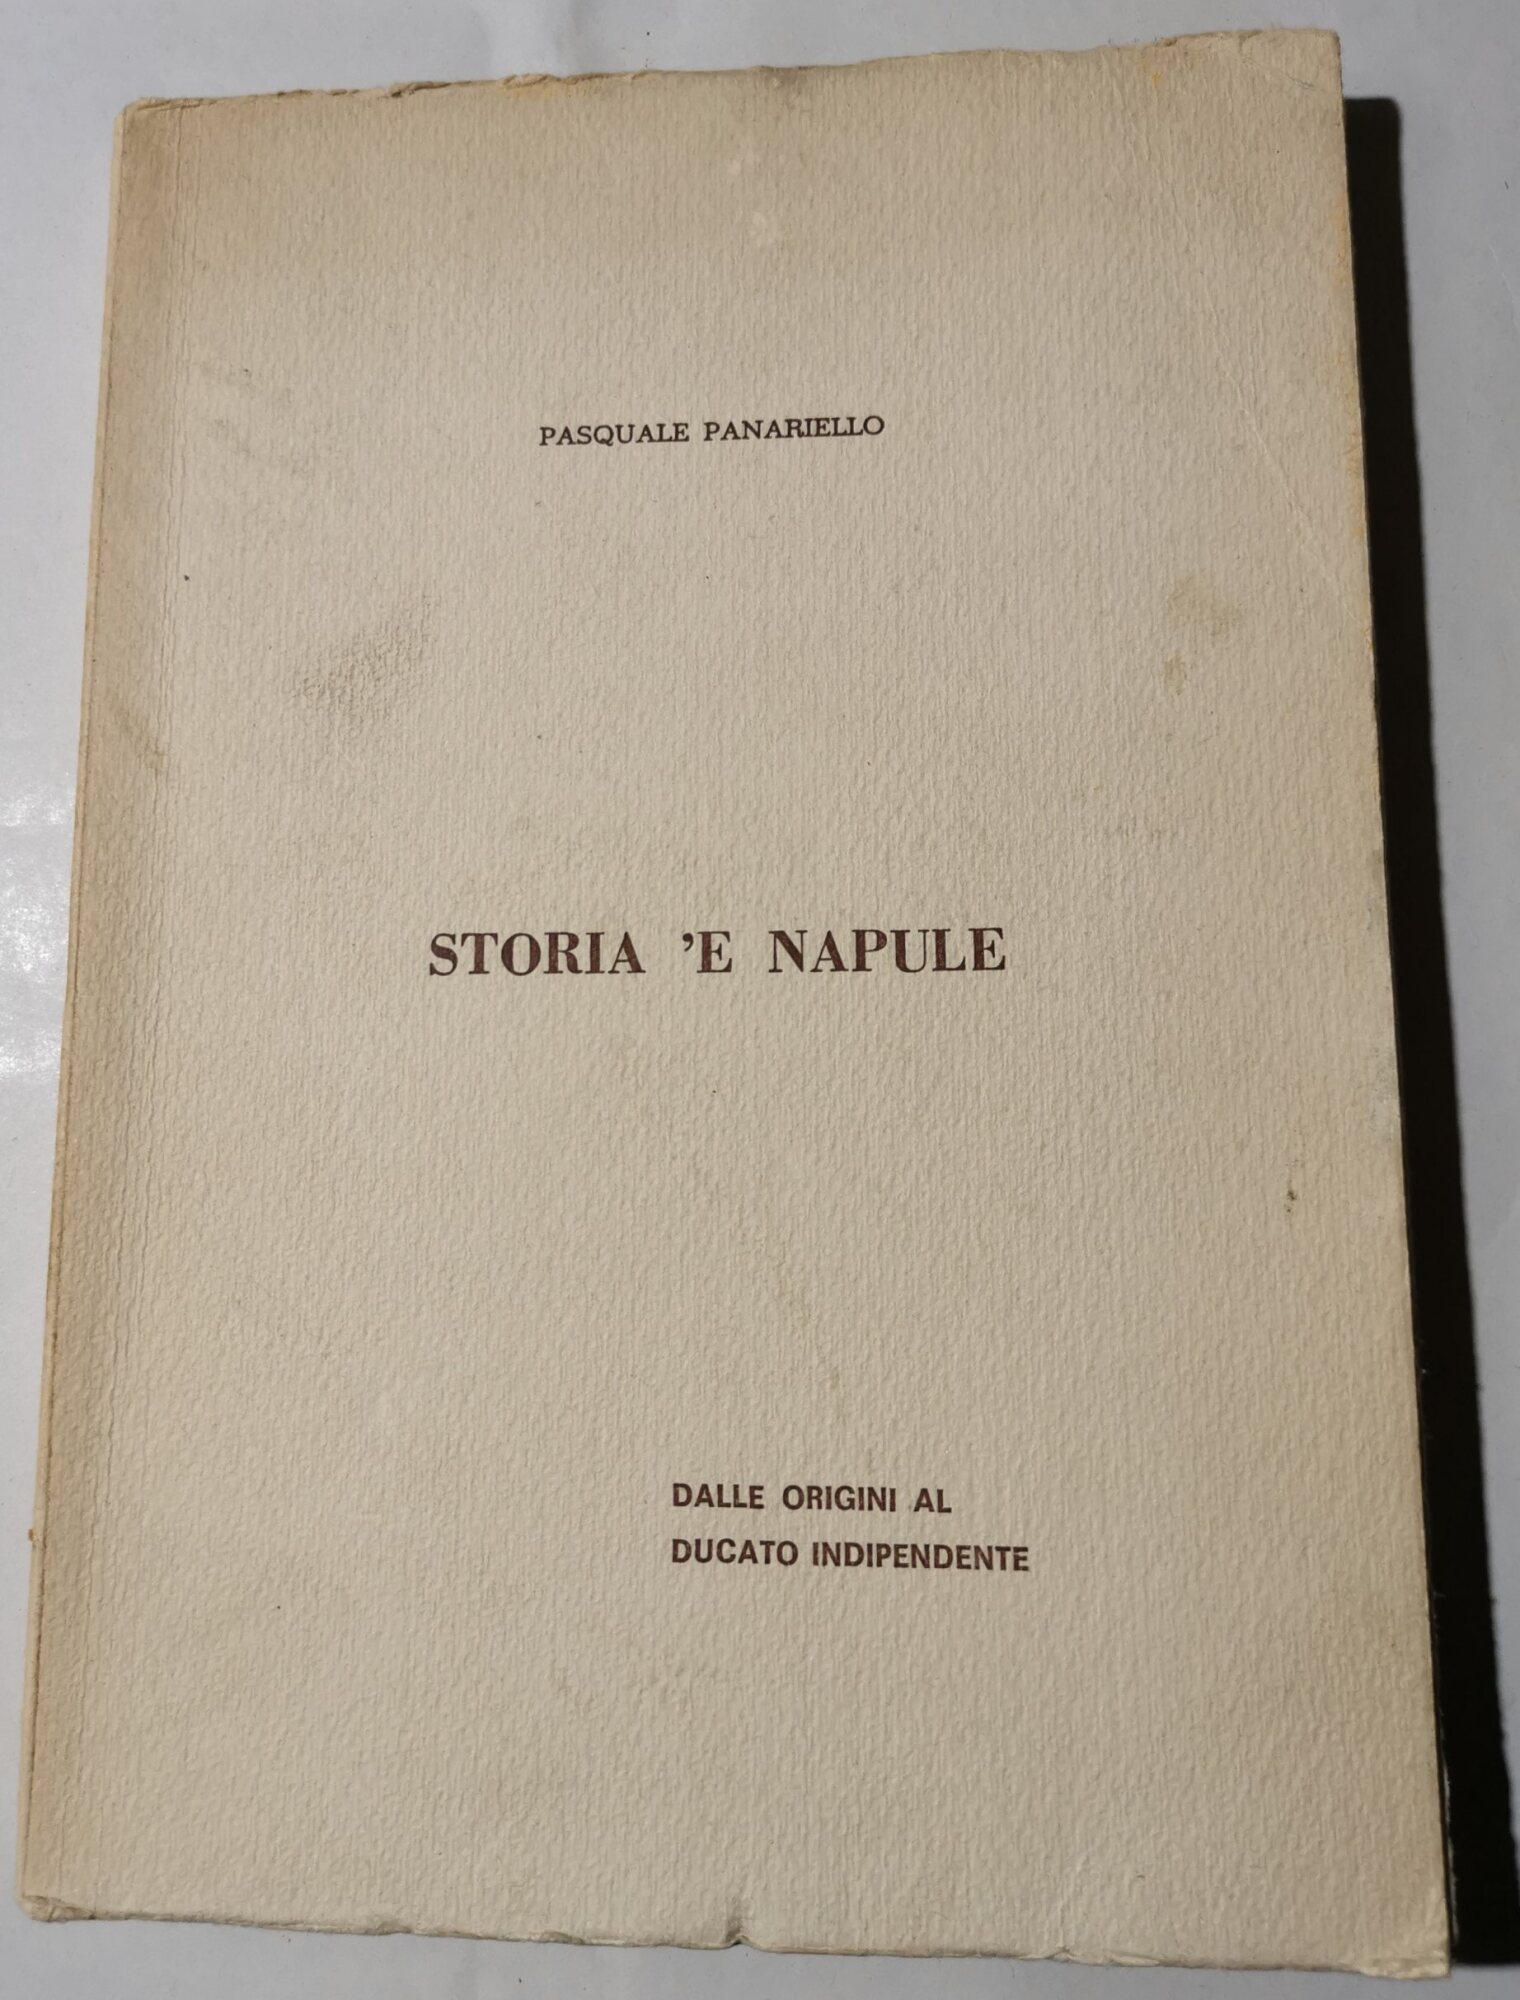 PASQUALE PANARIELLO
STORIA 'E NAPULE
DALLE ORIGINI AL
DUCATO INDIPENDENTE